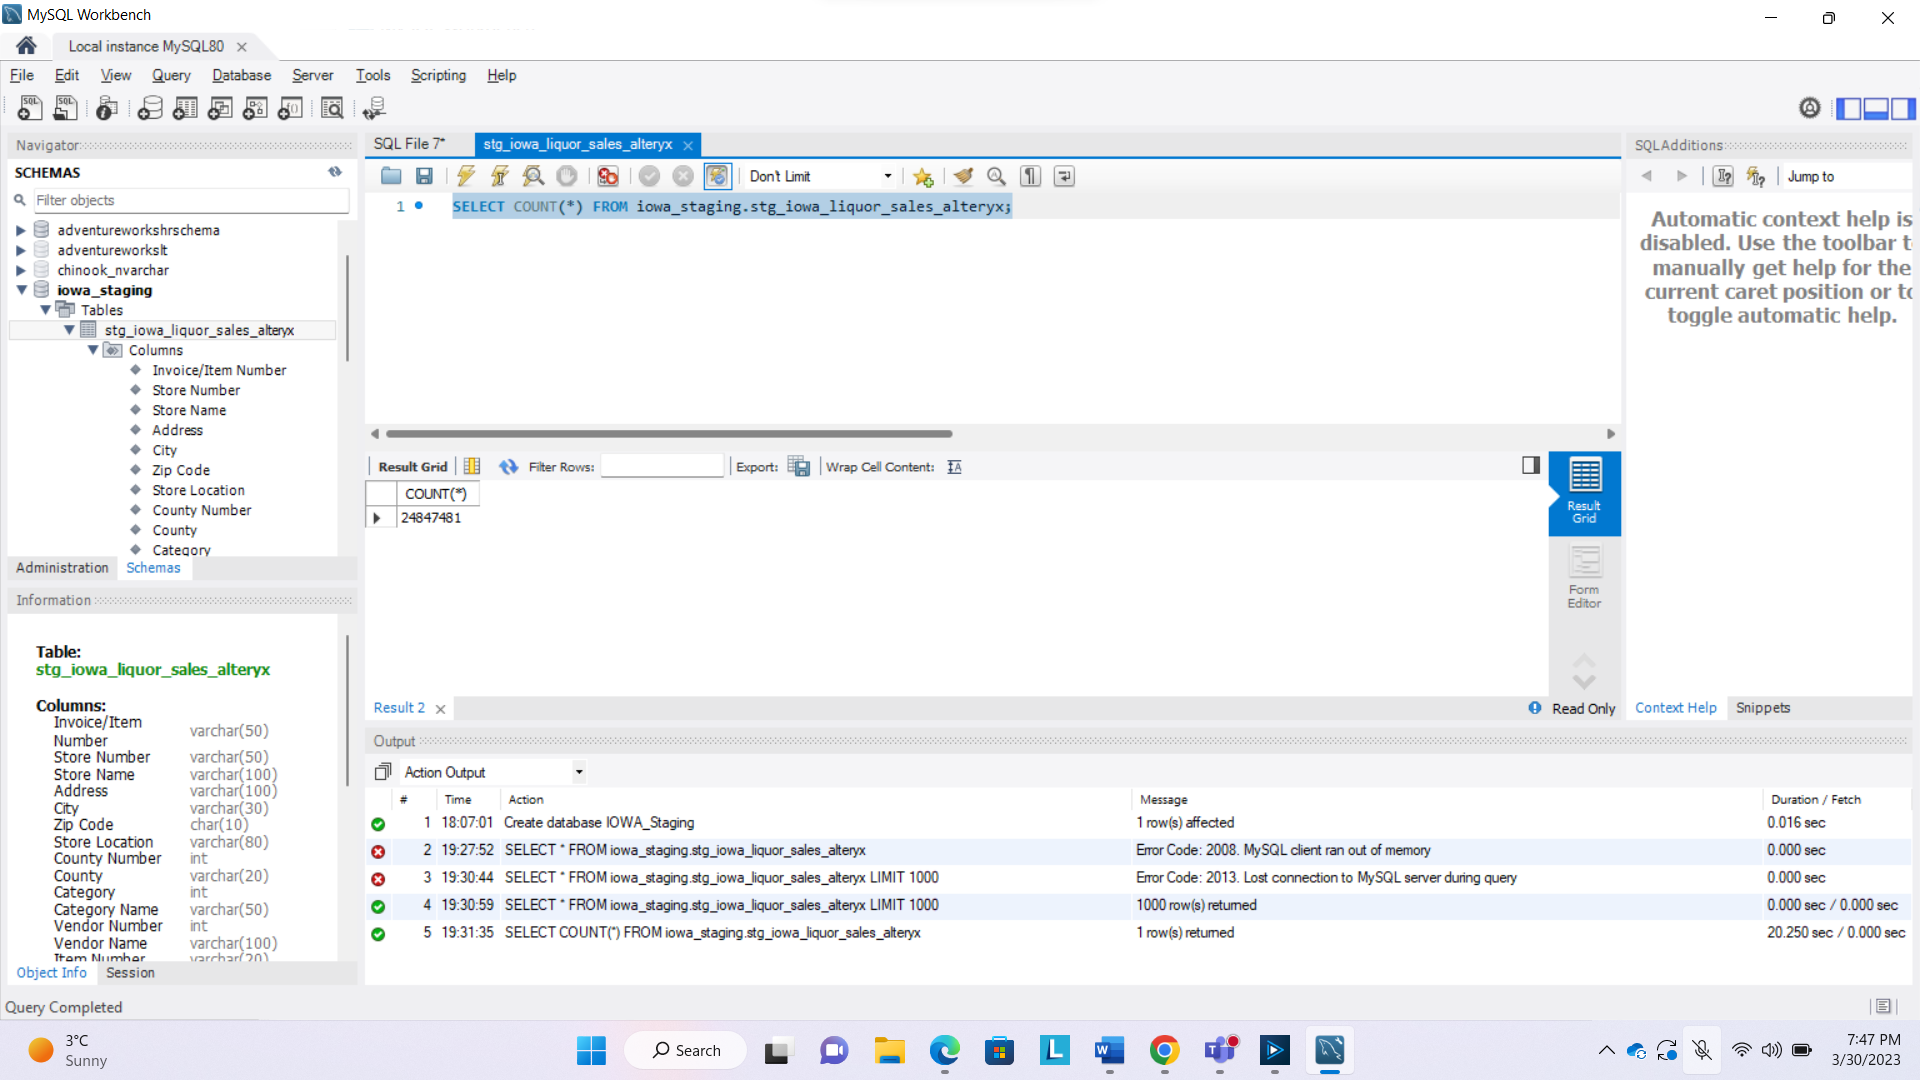 MySQL Workbench
Local instance MySQL80
File Edit View Query Database Server Tools Scripting Help
Navigator
SCHEMAS
Filter objects
adventureworkshrschema
adventureworkslt
chinook_nvarchar
iowa_staging
Tables
stg_iowa_liquor_sales_alteryx
Columns
Invoice/Item Number
Store Number
Store Name
Address
City
Zip Code
Store Location
County Number
County
Category
Administration Schemas
Information
Table:
stg_iowa_liquor_sales_alteryx
Columns:
Invoice/Item Number varchar(50)
Store Number varchar(50)
Store Name varchar(100)
Address varchar(100)
City varchar(30)
Zip Code char(10)
Store Location varchar(80)
County Number int
County varchar(20)
Category int
Category Name varchar(50)
Vendor Number int
Vendor Name varchar(100)
Item Number varchar(20)
Object Info Session
Query Completed
SQL File 7* stg_iowa_liquor_sales_alteryx
Don't Limit
1 SELECT COUNT(*) FROM iowa_staging.stg_iowa_liquor_sales_alteryx;
Result Grid Filter Rows: Export: Wrap Cell Content:
COUNT(*)
24847481
Result Grid
Form Editor
Result 2 Read Only
SQLAdditions
Jump to
Automatic context help is
disabled. Use the toolbar t
manually get help for the
current caret position or to
toggle automatic help.
Context Help Snippets
Output
Action Output
# Time Action Message Duration / Fetch
1 18:07:01 Create database IOWA_Staging 1 row(s) affected 0.016 sec
2 19:27:52 SELECT * FROM iowa_staging.stg_iowa_liquor_sales_alteryx Error Code: 2008. MySQL client ran out of memory 0.000 sec
3 19:30:44 SELECT * FROM iowa_staging.stg_iowa_liquor_sales_alteryx LIMIT 1000 Error Code: 2013. Lost connection to MySQL server during query 0.000 sec
4 19:30:59 SELECT * FROM iowa_staging.stg_iowa_liquor_sales_alteryx LIMIT 1000 1000 row(s) returned 0.000 sec / 0.000 sec
5 19:31:35 SELECT COUNT(*) FROM iowa_staging.stg_iowa_liquor_sales_alteryx 1 row(s) returned 20.250 sec / 0.000 sec
3°C
Sunny
Search
7:47 PM
3/30/2023